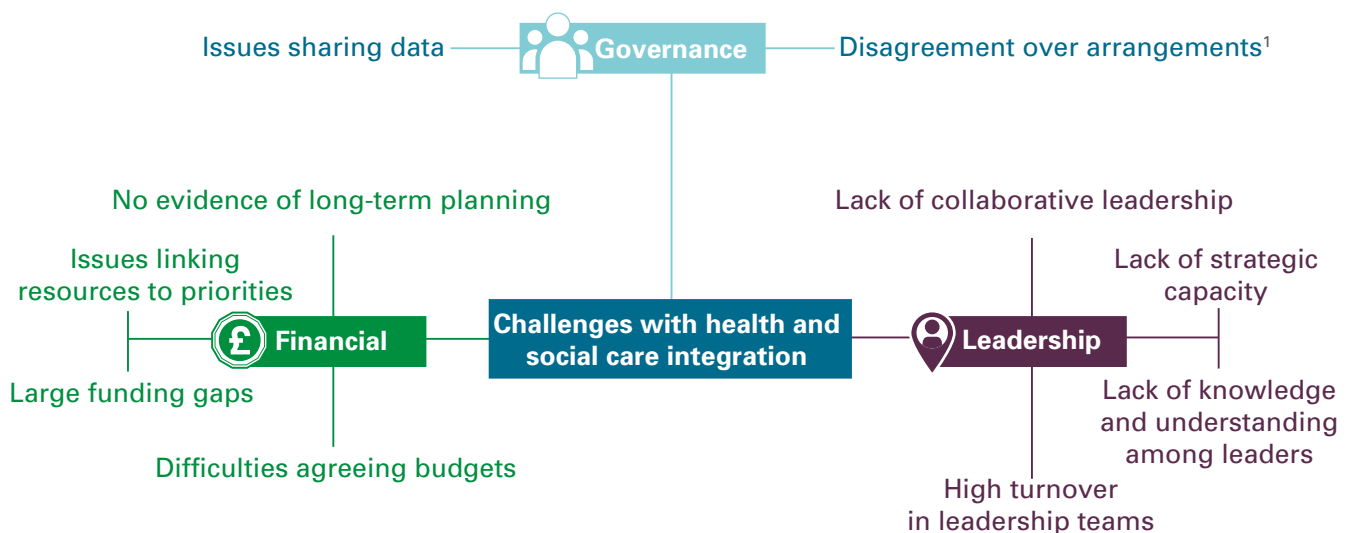 Issues sharing data
Governance
Disagreement over arrangements¹
No evidence of long-term planning
Issues linking
resources to priorities
£
Financial
Large funding gaps
Difficulties agreeing budgets
Challenges with health and
social care integration
Lack of collaborative leadership
Lack of strategic
capacity
Leadership
Lack of knowledge
and understanding
among leaders
High turnover
in leadership teams